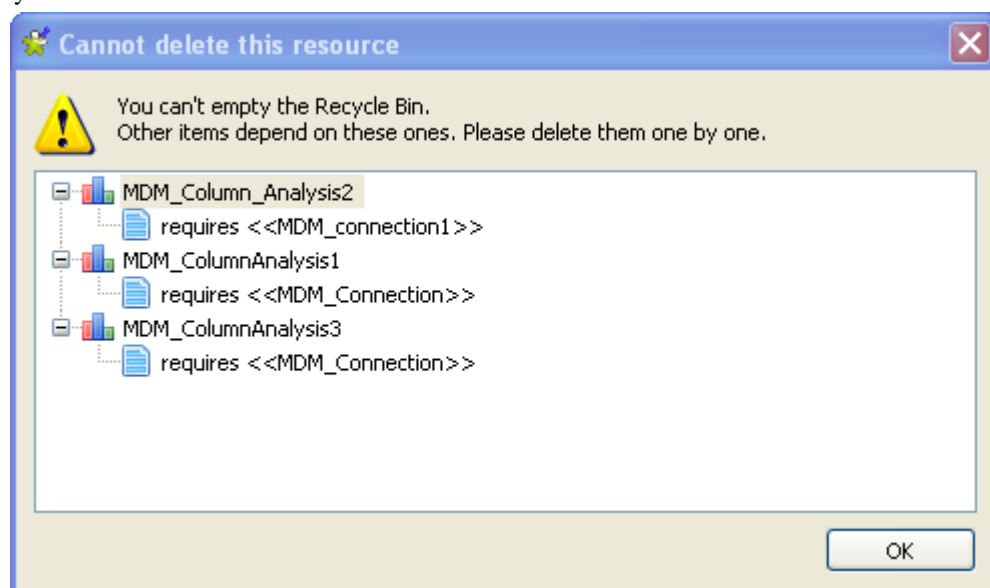 Cannot delete this resource
You can't empty the Recycle Bin.
Other items depend on these ones. Please delete them one by one.
MDM_Column_Analysis2
requires <<MDM_connection1>>
MDM_ColumnAnalysis1
requires <<MDM_Connection>>
MDM_ColumnAnalysis3
requires <<MDM_Connection>>
OK